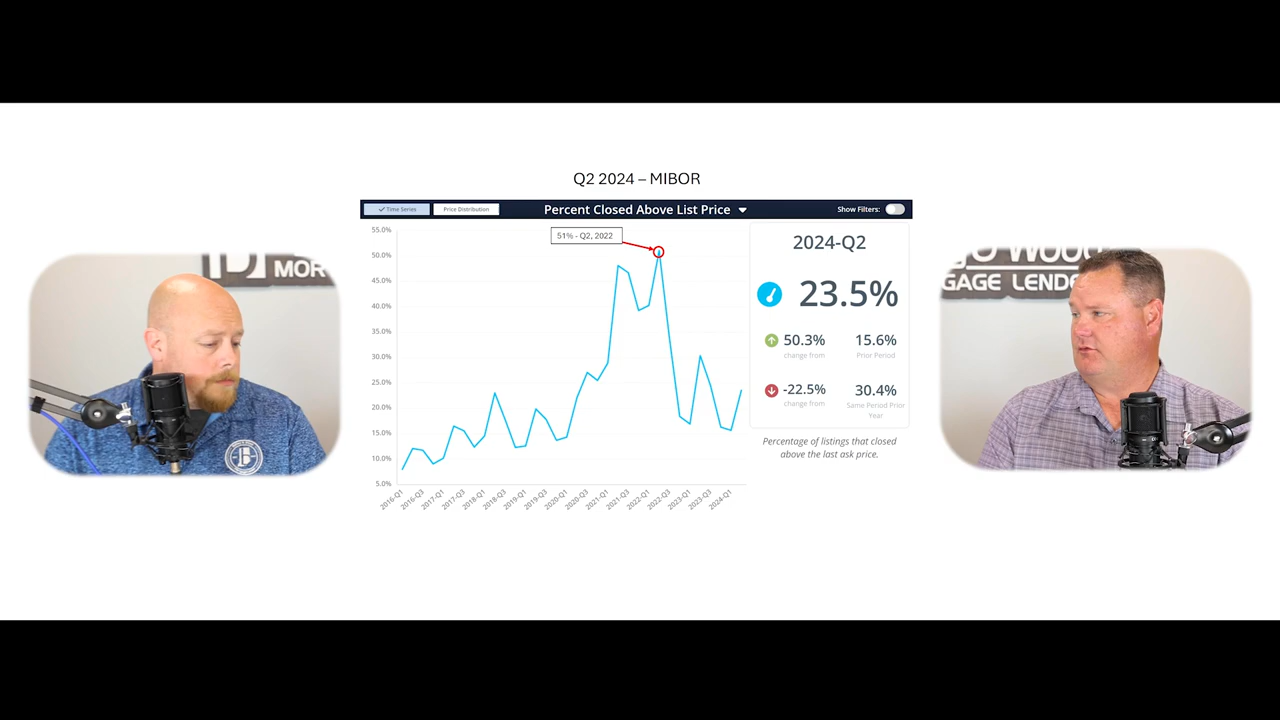 Q2 2024 – MIBOR
Time Series
Price Distribution
Percent Closed Above List Price
Show Filters:
55.0%
50.0%
45.0%
40.0%
35.0%
30.0%
25.0%
20.0%
15.0%
10.0%
5.0%
51% - Q2, 2022
2016-Q1
2016-Q3
2017-Q1
2017-Q3
2018-Q1
2018-Q3
2019-Q1
2019-Q3
2020-Q1
2020-Q3
2021-Q1
2021-Q3
2022-Q1
2022-Q3
2023-Q1
2023-Q3
2024-Q1
2024-Q2
23.5%
50.3% 15.6%
change from Prior Period
-22.5% 30.4%
change from Same Period Prior
Year
Percentage of listings that closed
above the last ask price.
MOR
GAGE LENDE